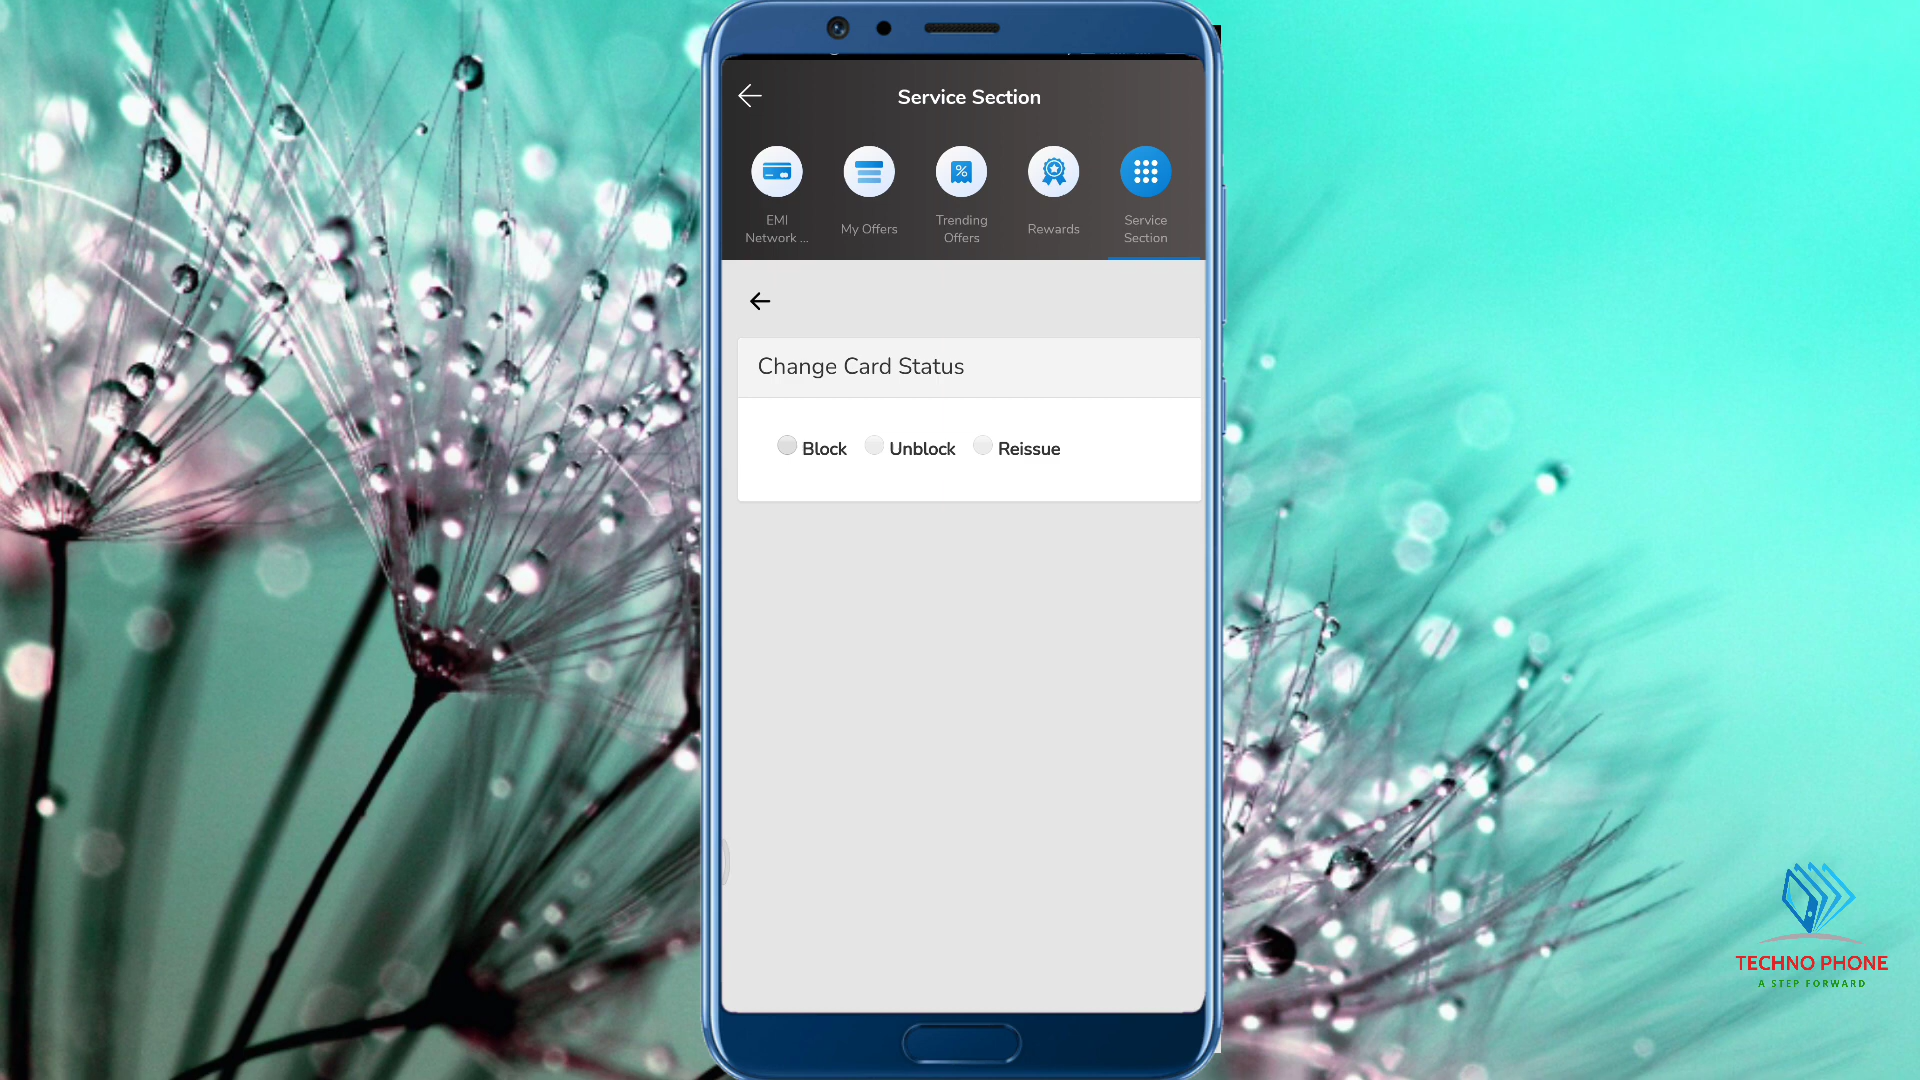 Service Section
EMI
Network ...
My Offers
Trending
Offers
Rewards
Service
Section
Change Card Status
Block
Unblock
Reissue
TECHNO PHONE
A STEP FORWARD